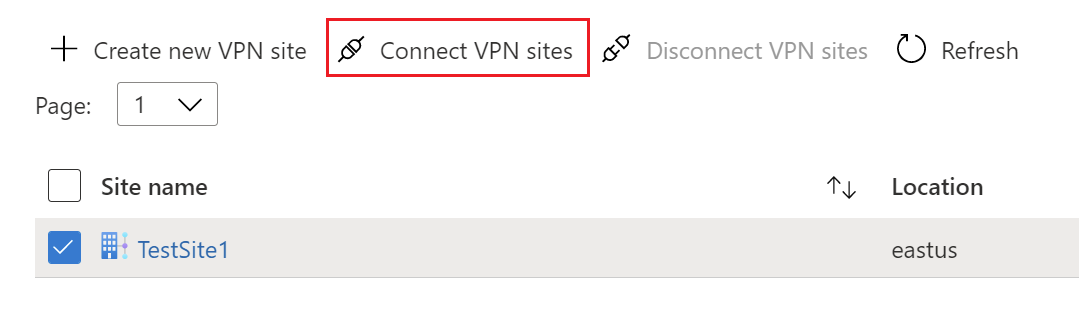 Create new VPN site Connect VPN sites Disconnect VPN sites Refresh
Page: 1
Site name Location
TestSite1 eastus